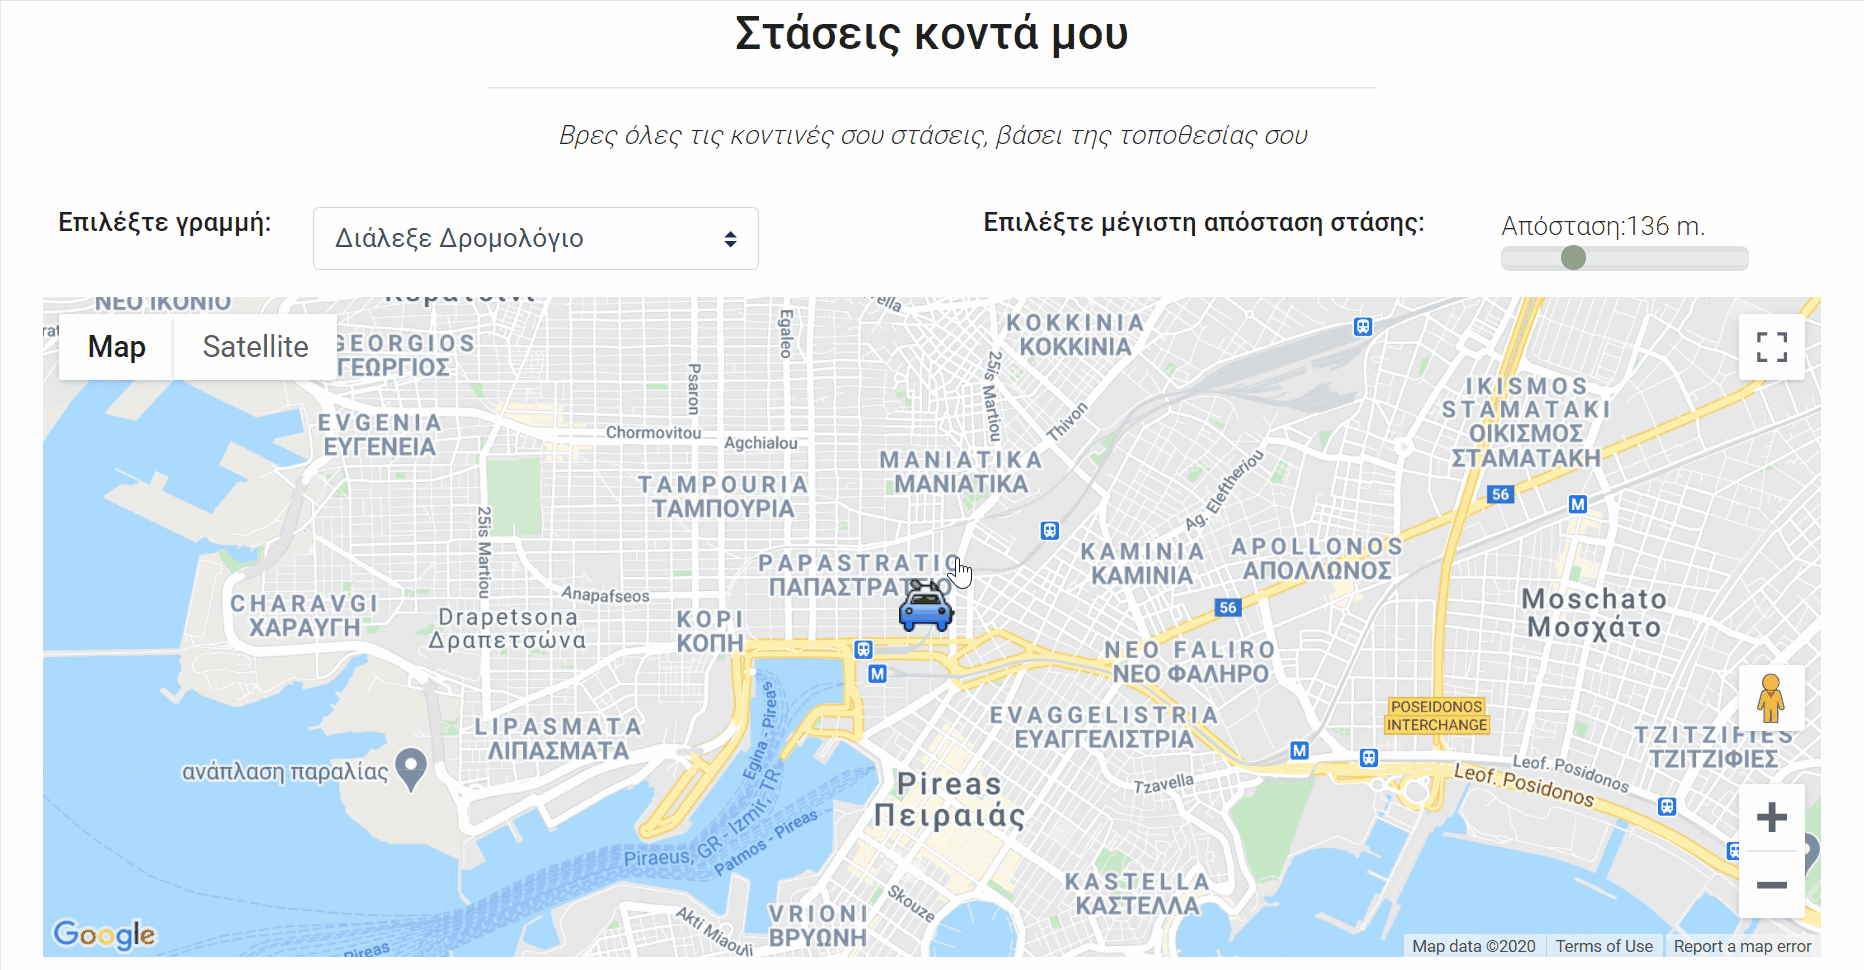 Στάσεις κοντά μου
Βρες όλες τις κοντινές σου στάσεις, βάσει της τοποθεσίας σου
Επιλέξτε γραμμή:
Διάλεξε Δρομολόγιο
Επιλέξτε μέγιστη απόσταση στάσης:
Απόσταση:136 m.
ΝΕΟ ΙΚΟΝΙΟ
Map
Satellite
GEORGIOS
ΓΕΩΡΓΙΟΣ
Egaleo
Psaron
25is Martiou
Thivon
KOKKINIA
ΚΟΚΚΙΝΙΑ
IKISMOS
STAMATAKI
ΟΙΚΙΣΜΟΣ
ΣΤΑΜΑΤΑΚΗ
EVGENIA
ΕΥΓΕΝΕΙΑ
Chormovitou
Agchialou
MANIATIKA
ΜΑΝΙΑΤΙΚΑ
TAMPOURIA
ΤΑΜΠΟΥΡΙΑ
Ag. Eleftheriou
56
M
25is Martiou
PAPASTRATIO
ΠΑΠΑΣΤΡΑΤΕΙΟ
KAMINIA
ΚΑΜΙΝΙΑ
APOLLONOS
ΑΠΟΛΛΩΝΟΣ
Anapafseos
CHARAVGI
ΧΑΡΑΥΓΗ
Drapetsona
Δραπετσώνα
KOPI
ΚΟΠΗ
56
Moschato
Μοσχάτο
M
NEO FALIRO
ΝΕΟ ΦΑΛΗΡΟ
LIPASMATA
ΛΙΠΑΣΜΑΤΑ
EVAGGELISTRIA
ΕΥΑΓΓΕΛΙΣΤΡΙΑ
POSEIDONOS
INTERCHANGE
TZITZIFIES
ΤΖΙΤΖΙΦΙΕΣ
M
ανάπλαση παραλίας
Egina - Pireas
Pireas
Πειραιάς
Tzavella
Leof. Posidonos
Leof. Posidonos
Piraeus, GR - Izmir, TR
Patmos - Pireas
KASTELLA
ΚΑΣΤΕΛΛΑ
Skouze
Akti Miaouli
VRIONI
ΒΡΥΩΝΗ
Pireas
Google
Map data ©2020
Terms of Use
Report a map error